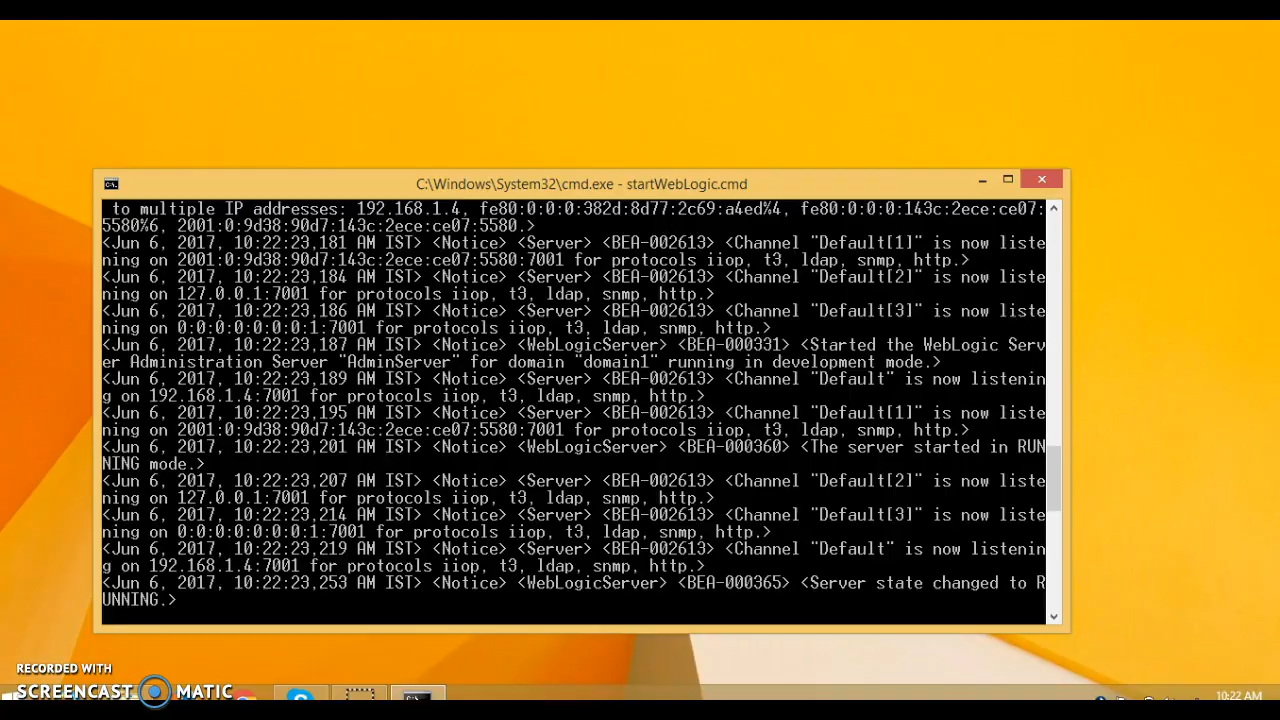 C:\Windows\System32\cmd.exe - startWebLogic.cmd
to multiple IP addresses: 192.168.1.4, fe80:0:0:0:382d:8d77:2c69:a4ed%4, fe80:0:0:0:143c:2ece:ce07:
5580%6, 2001:0:9d38:90d7:143c:2ece:ce07:5580.>
<Jun 6, 2017, 10:22:23,181 AM IST> <Notice> <Server> <BEA-002613> <Channel "Default[1]" is now liste
ning on 2001:0:9d38:90d7:143c:2ece:ce07:5580:7001 for protocols iiop, t3, ldap, snmp, http.>
<Jun 6, 2017, 10:22:23,184 AM IST> <Notice> <Server> <BEA-002613> <Channel "Default[2]" is now liste
ning on 127.0.0.1:7001 for protocols iiop, t3, ldap, snmp, http.>
<Jun 6, 2017, 10:22:23,186 AM IST> <Notice> <Server> <BEA-002613> <Channel "Default[3]" is now liste
ning on 0:0:0:0:0:0:0:1:7001 for protocols iiop, t3, ldap, snmp, http.>
<Jun 6, 2017, 10:22:23,187 AM IST> <Notice> <WebLogicServer> <BEA-000331> <Started the WebLogic Serv
er Administration Server "AdminServer" for domain "domain1" running in development mode.>
<Jun 6, 2017, 10:22:23,189 AM IST> <Notice> <Server> <BEA-002613> <Channel "Default" is now listenin
g on 192.168.1.4:7001 for protocols iiop, t3, ldap, snmp, http.>
<Jun 6, 2017, 10:22:23,195 AM IST> <Notice> <Server> <BEA-002613> <Channel "Default[1]" is now liste
ning on 2001:0:9d38:90d7:143c:2ece:ce07:5580:7001 for protocols iiop, t3, ldap, snmp, http.>
<Jun 6, 2017, 10:22:23,201 AM IST> <Notice> <WebLogicServer> <BEA-000360> <The server started in RUN
NING mode.>
<Jun 6, 2017, 10:22:23,207 AM IST> <Notice> <Server> <BEA-002613> <Channel "Default[2]" is now liste
ning on 127.0.0.1:7001 for protocols iiop, t3, ldap, snmp, http.>
<Jun 6, 2017, 10:22:23,214 AM IST> <Notice> <Server> <BEA-002613> <Channel "Default[3]" is now liste
ning on 0:0:0:0:0:0:0:1:7001 for protocols iiop, t3, ldap, snmp, http.>
<Jun 6, 2017, 10:22:23,219 AM IST> <Notice> <Server> <BEA-002613> <Channel "Default" is now listenin
g on 192.168.1.4:7001 for protocols iiop, t3, ldap, snmp, http.>
<Jun 6, 2017, 10:22:23,253 AM IST> <Notice> <WebLogicServer> <BEA-000365> <Server state changed to R
UNNING.>
RECORDED WITH
SCREENCAST MATIC
10:22 AM